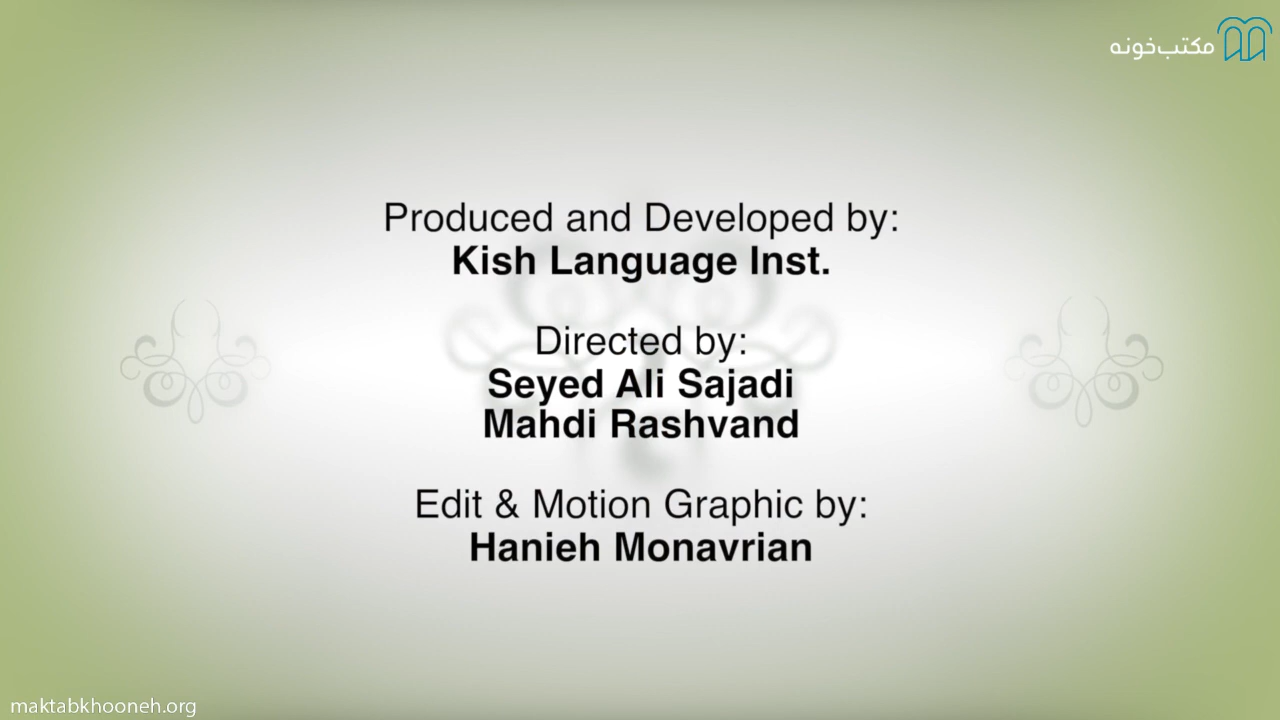 مکتب‌خونه
Produced and Developed by:
Kish Language Inst.
Directed by:
Seyed Ali Sajadi
Mahdi Rashvand
Edit & Motion Graphic by:
Hanieh Monavrian
maktabkhooneh.org